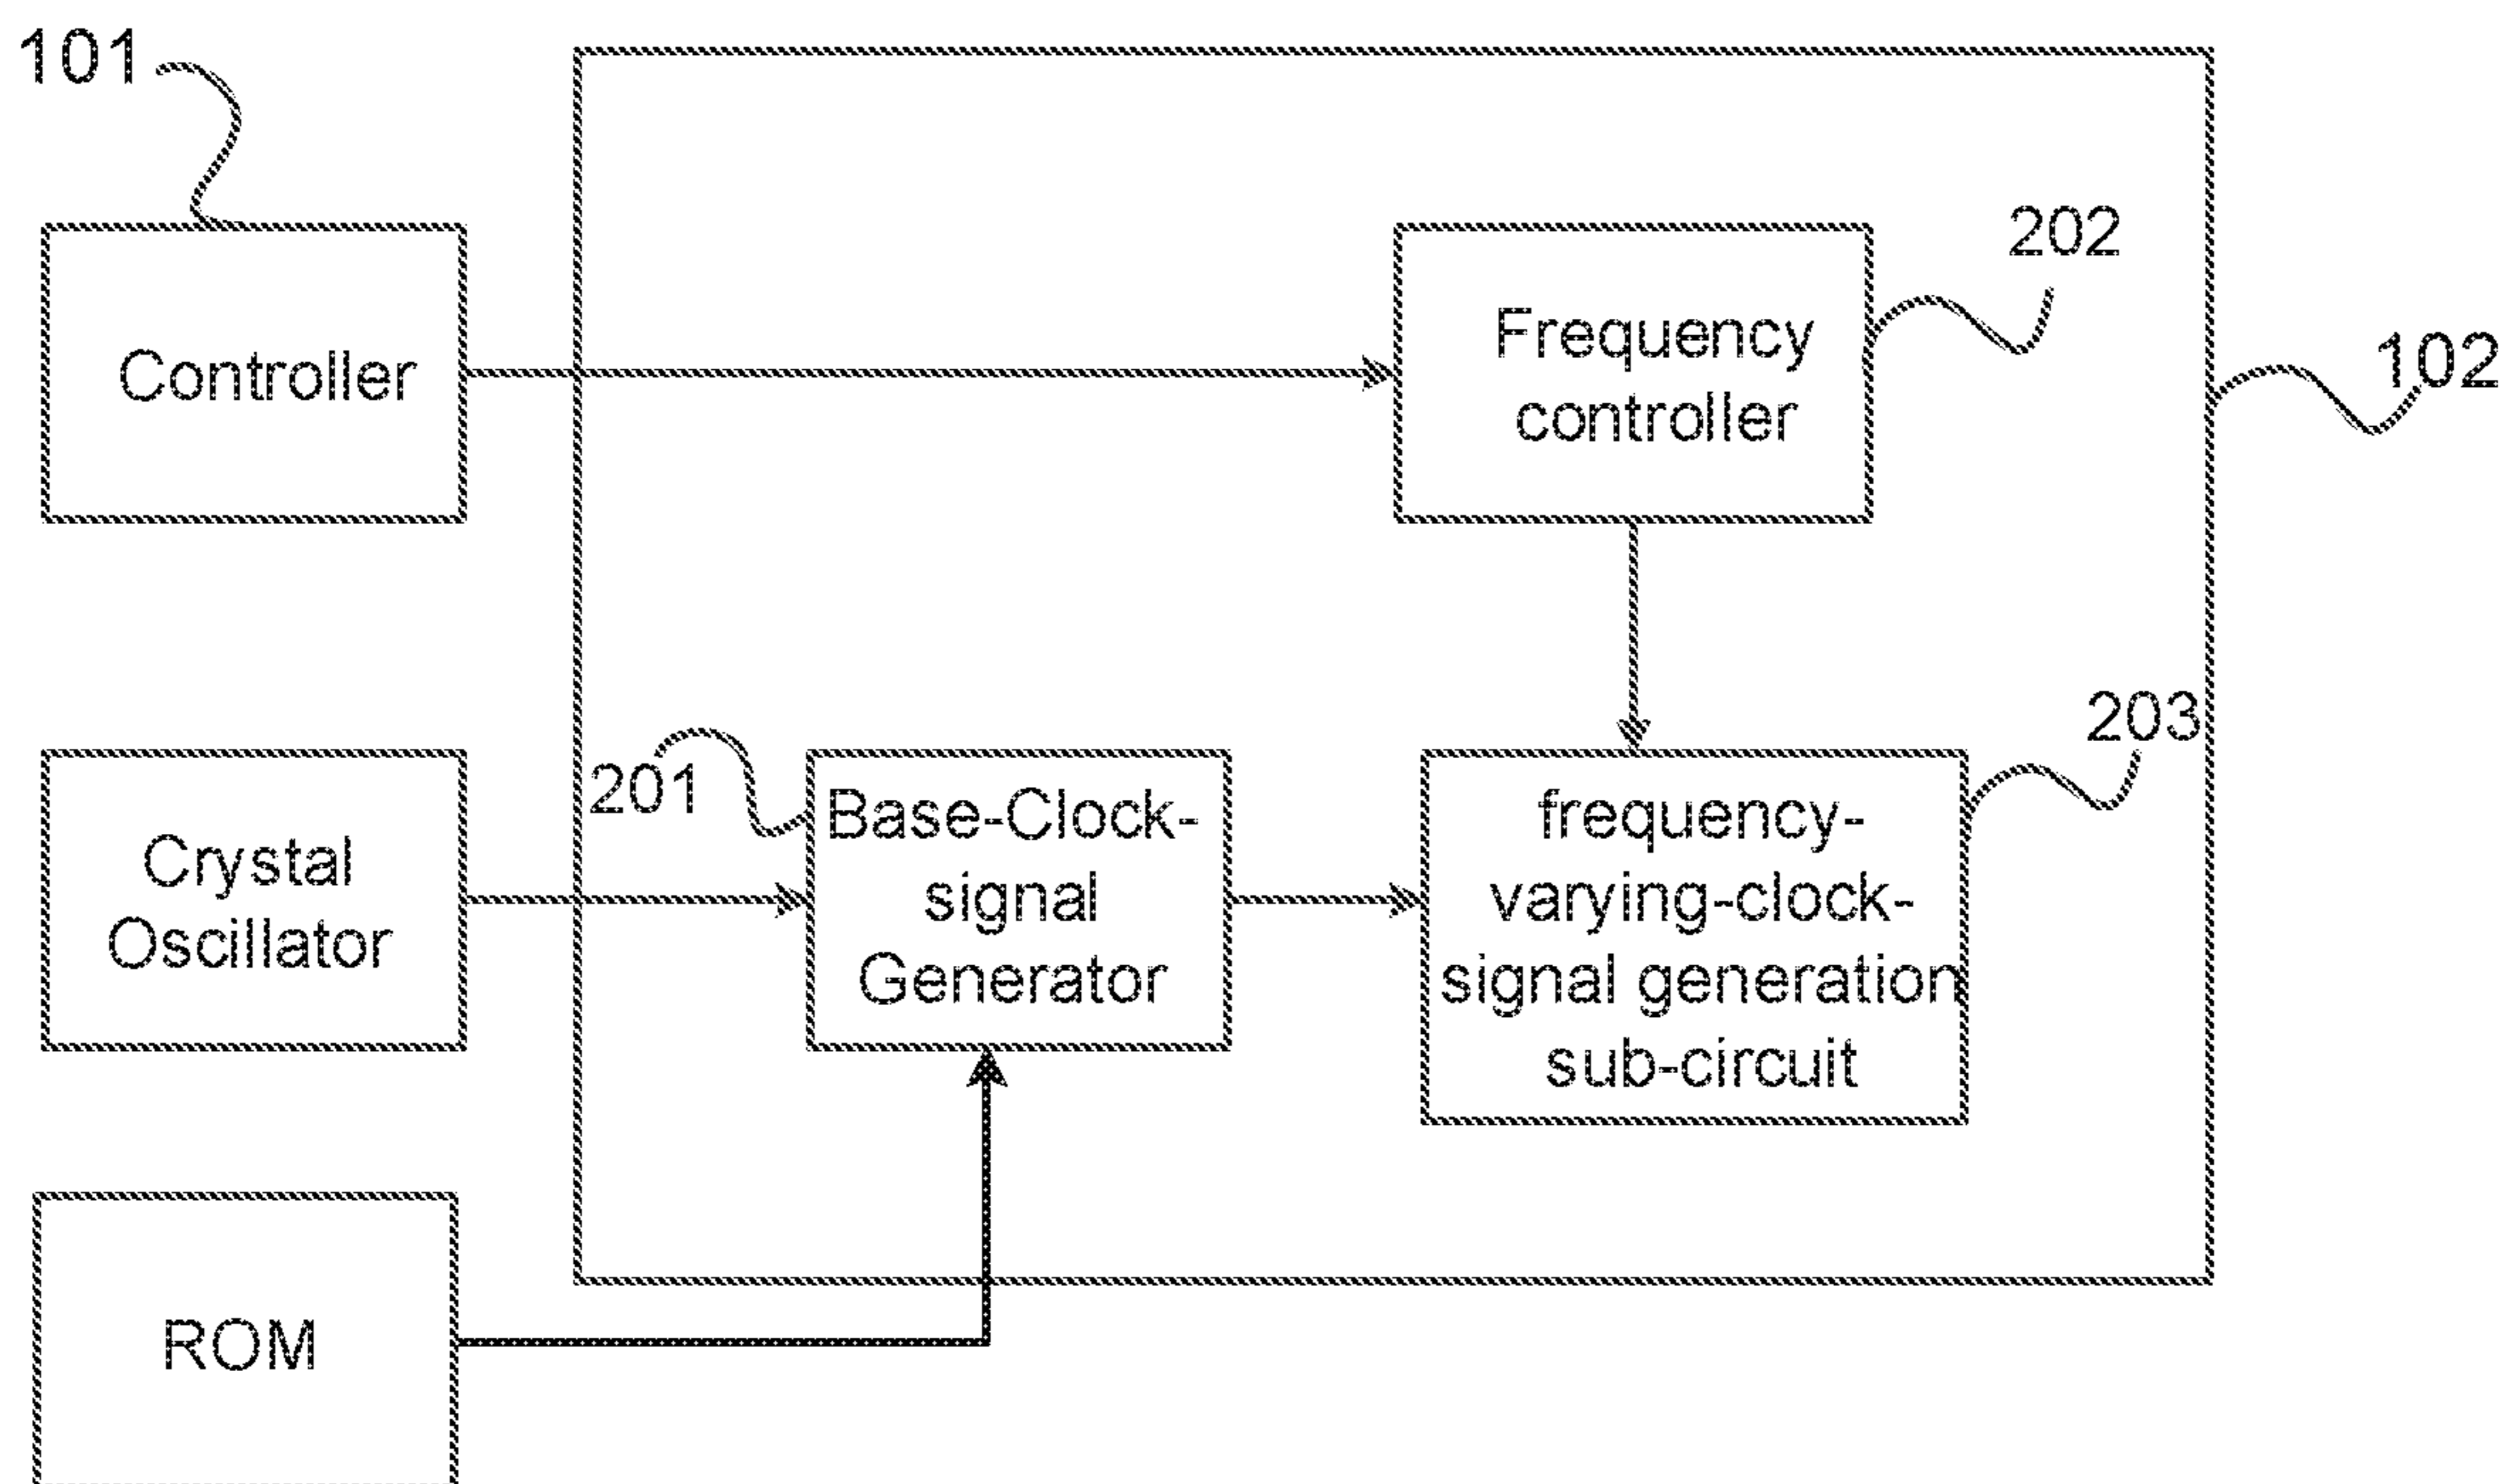 101
202
Controller
Frequency
controller
102
201
203
Crystal
Oscillator
Base-Clock-
signal
Generator
frequency-
varying-clock-
signal generation
sub-circuit
ROM